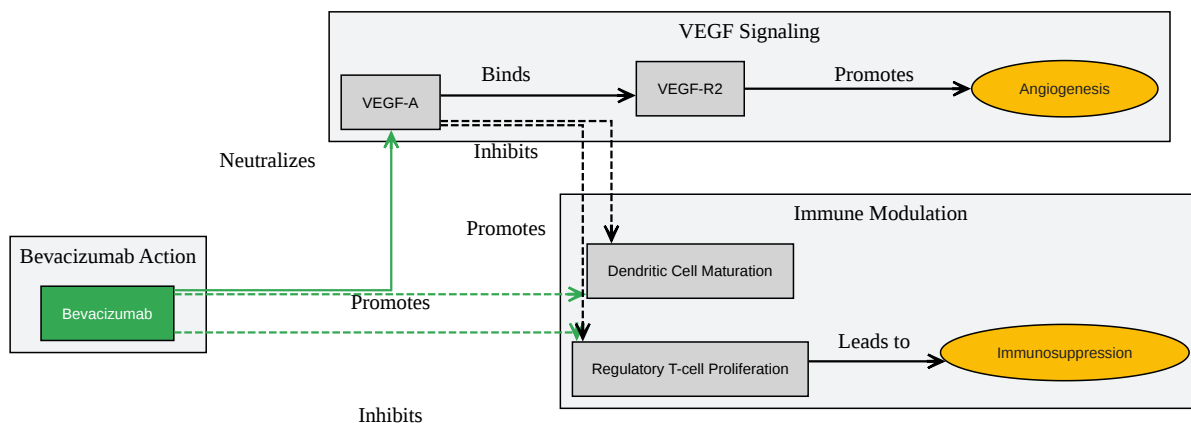 VEGF Signaling
Binds
Promotes
VEGF-A
VEGF-R2
Angiogenesis
Inhibits
Neutralizes
Immune Modulation
Promotes
Bevacizumab Action
Dendritic Cell Maturation
Bevacizumab
Promotes
Leads to
Regulatory T-cell Proliferation
Immunosuppression
Inhibits